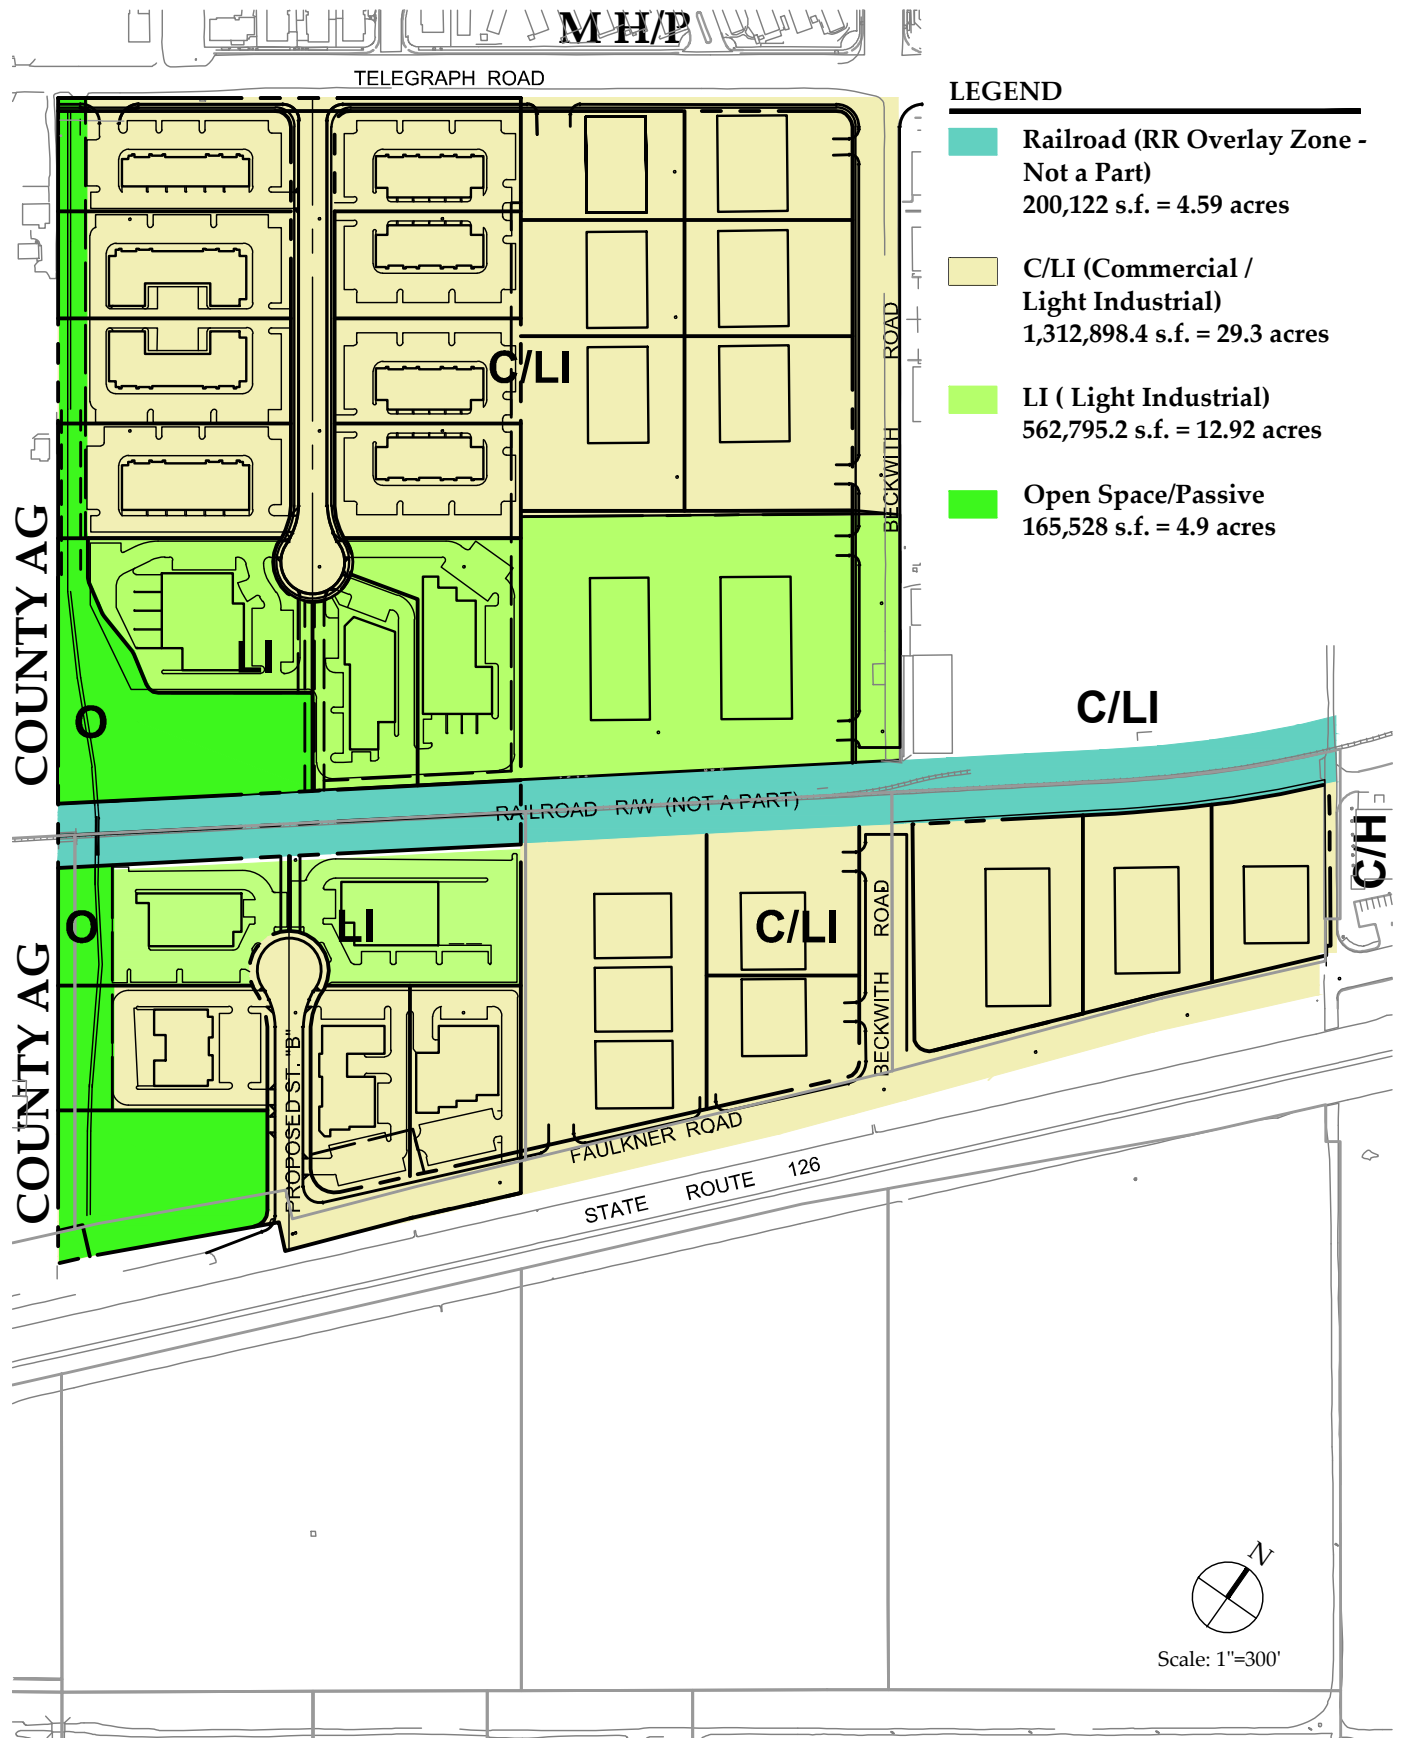 M H/P
TELEGRAPH ROAD
LEGEND
Railroad (RR Overlay Zone -
Not a Part)
200,122 s.f. = 4.59 acres
C/LI (Commercial /
Light Industrial)
1,312,898.4 s.f. = 29.3 acres
LI ( Light Industrial)
562,795.2 s.f. = 12.92 acres
Open Space/Passive
165,528 s.f. = 4.9 acres
C/LI
BECKWITH ROAD
COUNTY AG
LI
O
C/LI
RAILROAD R/W (NOT A PART)
C/H
O
LI
C/LI
BECKWITH ROAD
COUNTY AG
PROPOSED ST. "B"
FAULKNER ROAD
STATE ROUTE 126
N
Scale: 1"=300'